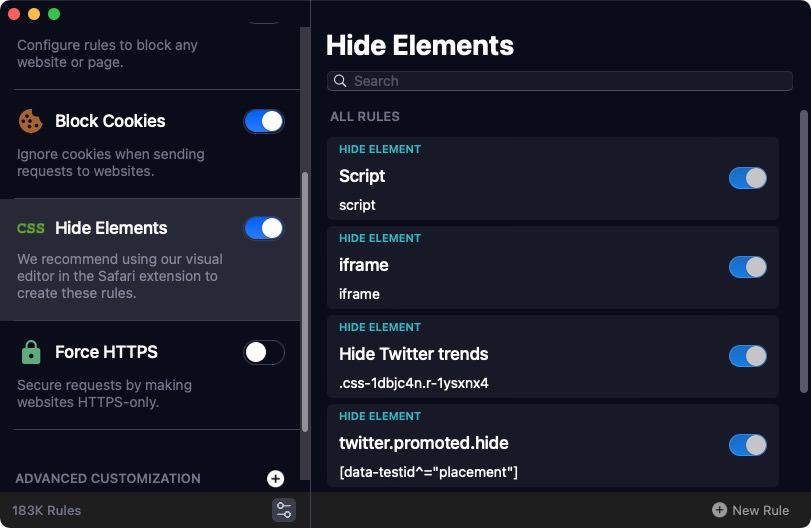 Configure rules to block any
website or page.
Block Cookies
Ignore cookies when sending
requests to websites.
CSS
Hide Elements
We recommend using our visual
editor in the Safari extension to
create these rules.
Force HTTPS
Secure requests by making
websites HTTPS-only.
ADVANCED CUSTOMIZATION
183K Rules
Hide Elements
Search
ALL RULES
HIDE ELEMENT
Script
script
HIDE ELEMENT
iframe
iframe
HIDE ELEMENT
Hide Twitter trends
.css-1dbjc4n.r-1ysxnx4
HIDE ELEMENT
twitter.promoted.hide
[data-testid^="placement"]
New Rule